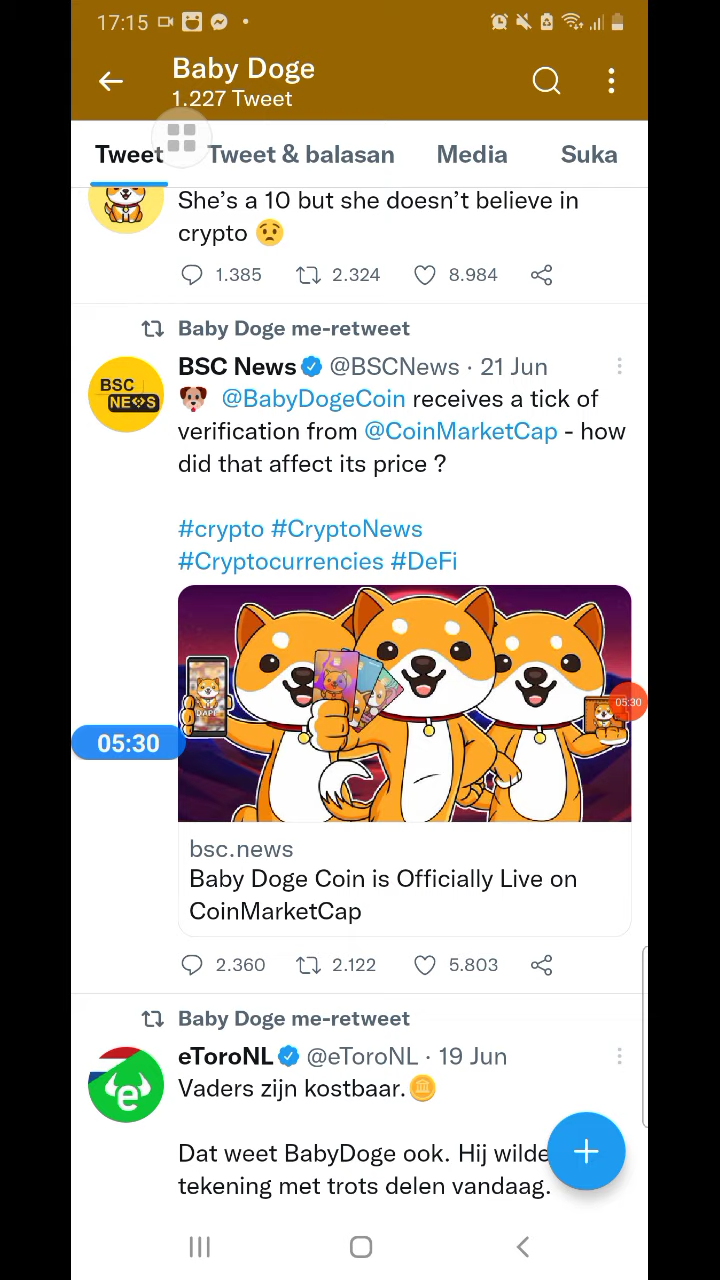 17:15
Baby Doge
1.227 Tweet
Tweet Tweet & balasan Media Suka
She's a 10 but she doesn't believe in
crypto 😟
1.385 2.324 8.984
Baby Doge me-retweet
BSC News @BSCNews · 21 Jun
BSC
NEWS
🐶 @BabyDogeCoin receives a tick of
verification from @CoinMarketCap - how
did that affect its price ?
#crypto #CryptoNews
#Cryptocurrencies #DeFi
DAPP
05:30
05:30
bsc.news
Baby Doge Coin is Officially Live on
CoinMarketCap
2.360 2.122 5.803
Baby Doge me-retweet
eToroNL @eToroNL · 19 Jun
e
Vaders zijn kostbaar.
Dat weet BabyDoge ook. Hij wilde
tekening met trots delen vandaag.